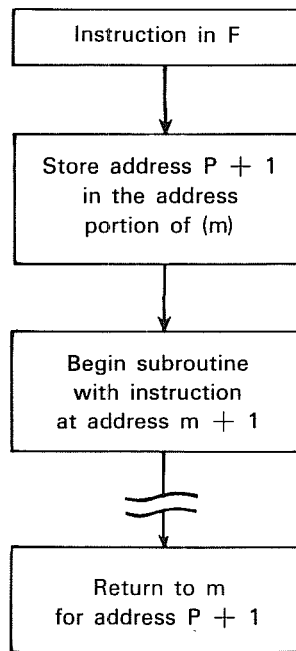 Instruction in F
Store address P + 1
in the address
portion of (m)
Begin subroutine
with instruction
at address m + 1
Return to m
for address P + 1